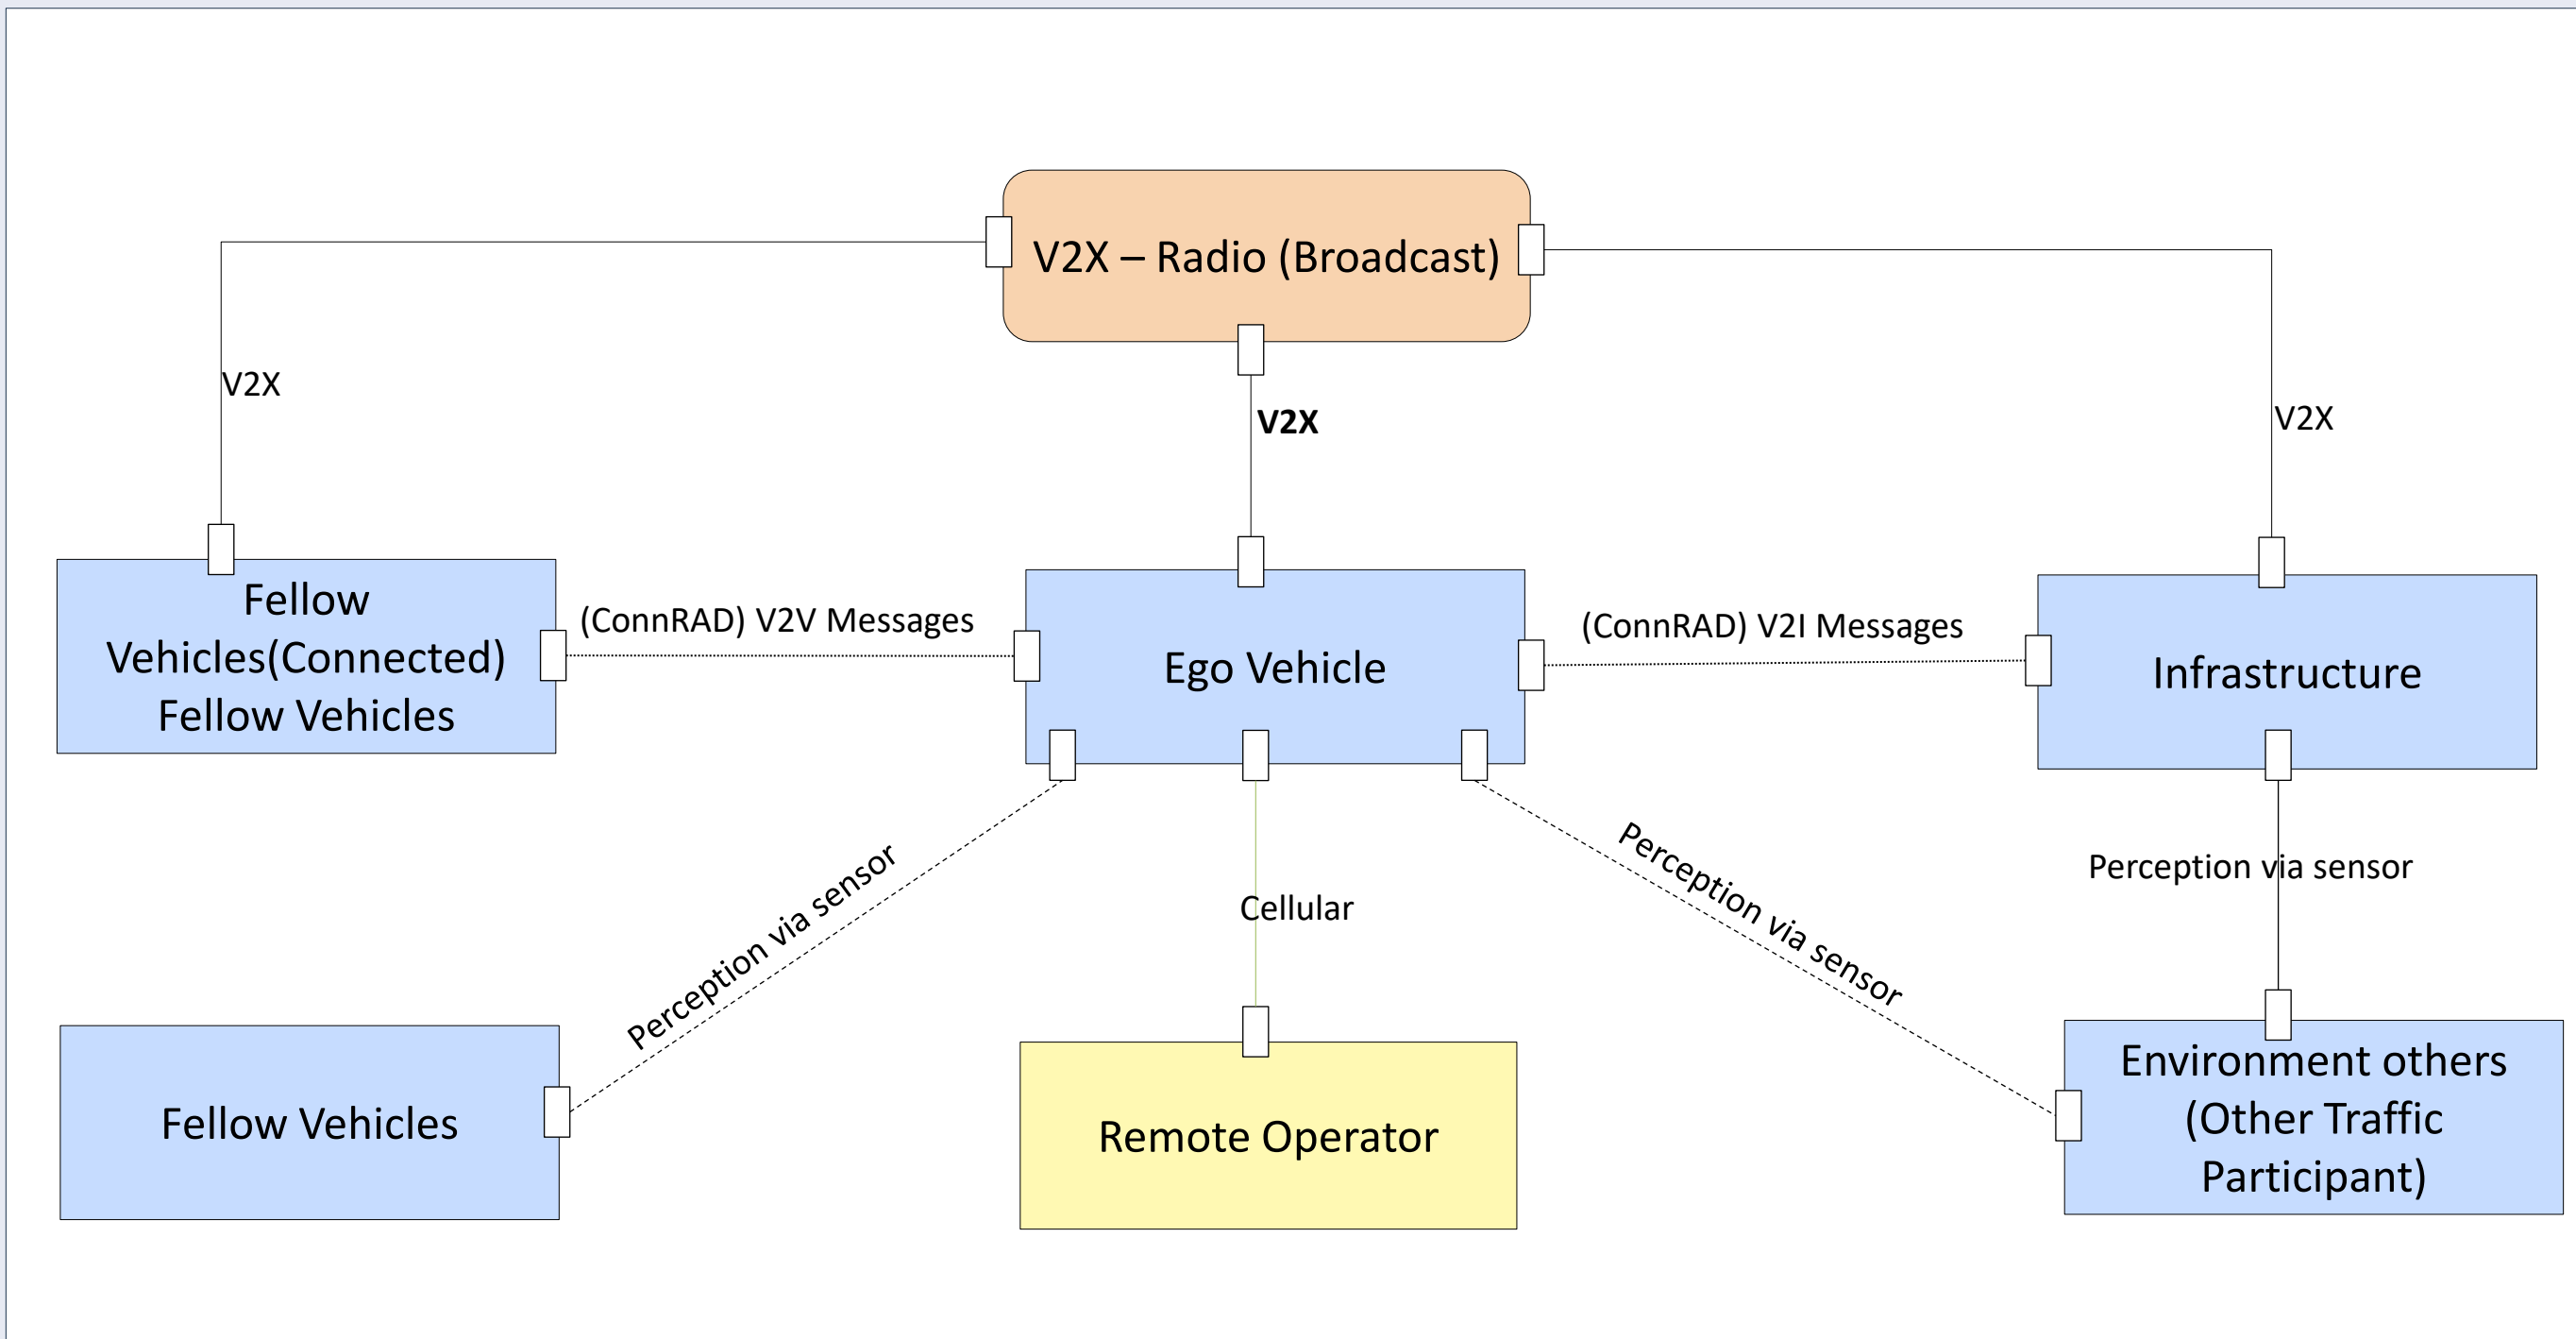 V2X – Radio (Broadcast)
V2X
V2X
V2X
Fellow
Vehicles(Connected)
Fellow Vehicles
(ConnRAD) V2V Messages
Ego Vehicle
(ConnRAD) V2I Messages
Infrastructure
Perception via sensor
Cellular
Perception via sensor
Perception via sensor
Fellow Vehicles
Remote Operator
Environment others
(Other Traffic
Participant)